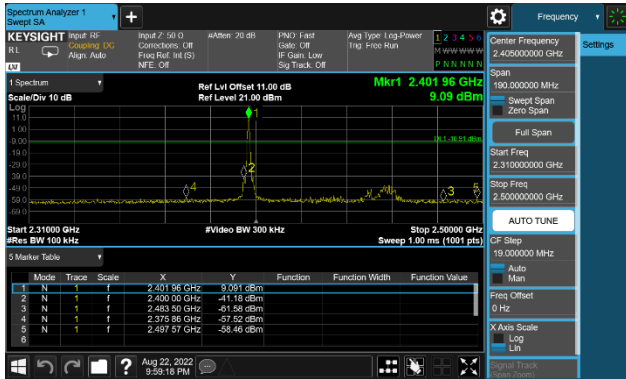 Spectrum Analyzer 1
Swept SA
Frequency
KEYSIGHT
RL
Input: RF
Coupling: DC
Align: Auto
Input Z: 50 Ω
Corrections: Off
Freq Ref: Int (S)
NFE: Off
#Atten: 20 dB
PNO: Fast
Gate: Off
IF Gain: Low
Sig Track: Off
Avg Type: Log-Power
Trig: Free Run
1 2 3 4 5 6
M W W W W W
P N N N N N
1 Spectrum
Scale/Div 10 dB
Ref Lvl Offset 11.00 dB
Ref Level 21.00 dBm
Mkr1 2.401 96 GHz
9.09 dBm
Log
11.0
1.00
-9.00
-19.0
-29.0
-39.0
-49.0
-59.0
-69.0
1
2
3
4
5
Start 2.31000 GHz
#Res BW 100 kHz
#Video BW 300 kHz
Stop 2.50000 GHz
Sweep 1.00 ms (1001 pts)
5 Marker Table
Mode Trace Scale X Y Function Function Width Function Value
1 N 1 f 2.401 96 GHz 9.091 dBm
2 N 1 f 2.400 00 GHz -41.18 dBm
3 N 1 f 2.483 50 GHz -61.58 dBm
4 N 1 f 2.375 86 GHz -57.52 dBm
5 N 1 f 2.497 57 GHz -58.46 dBm
6
Aug 22, 2022
9:59:18 PM
Center Frequency
2.405000000 GHz
Settings
Span
190.000000 MHz
Swept Span
Zero Span
Full Span
Start Freq
2.310000000 GHz
Stop Freq
2.500000000 GHz
AUTO TUNE
CF Step
19.000000 MHz
Auto
Man
Freq Offset
0 Hz
X Axis Scale
Log
Lin
Signal Track
(Span Zoom)